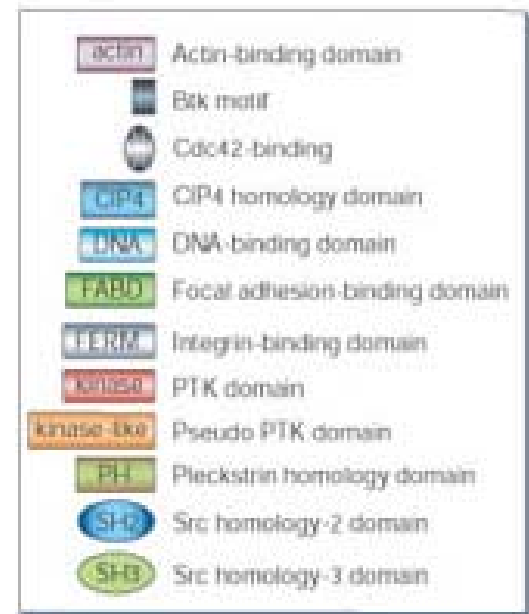 actin Actin-binding domain
Btk motif
Cdc42-binding
CIP4 CIP4 homology domain
DNA DNA-binding domain
FABD Focal adhesion-binding domain
FERM Integrin-binding domain
kinase PTK domain
kinase-like Pseudo PTK domain
PH Pleckstrin homology domain
SH2 Src homology-2 domain
SH3 Src homology-3 domain